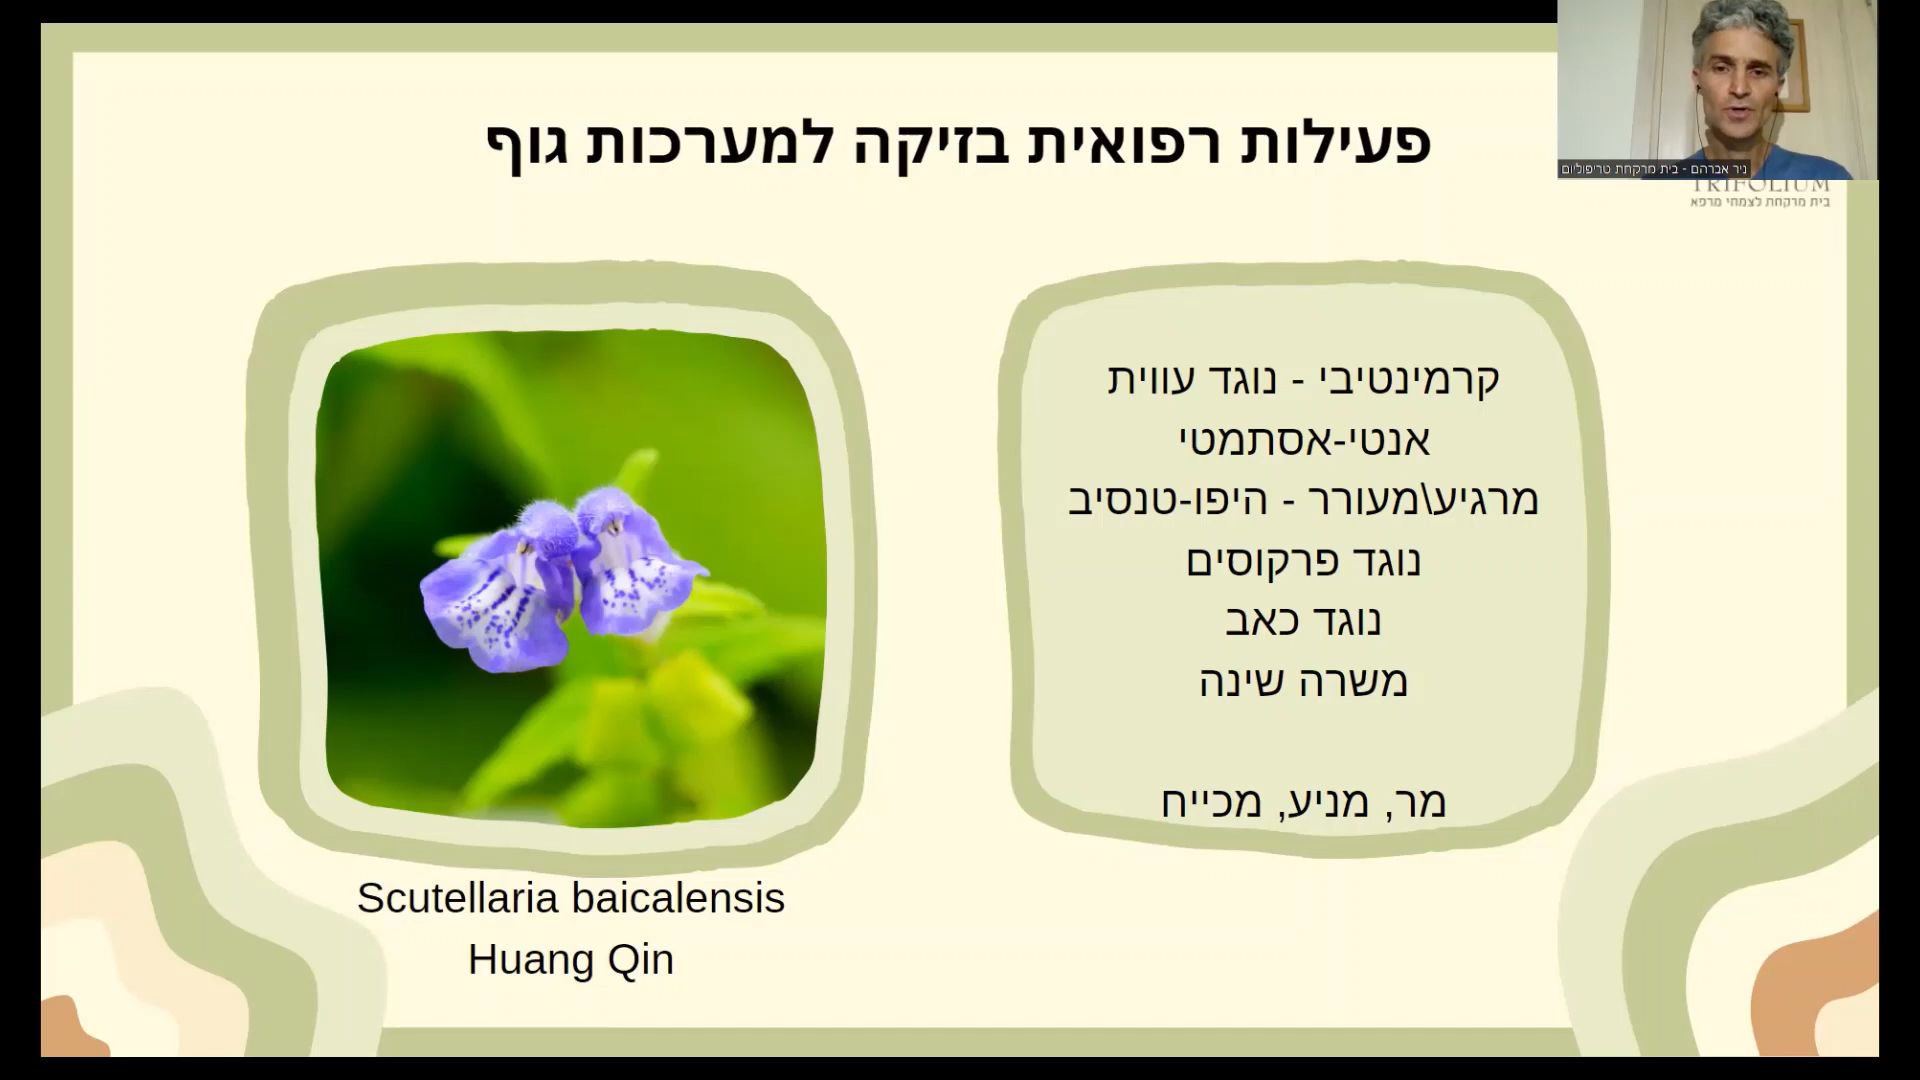 פעילות רפואית בזיקה למערכות גוף
ניר אברהם - בית מרקחת טריפוליום
TRIFOLIUM
בית מרקחת לצמחי מרפא
קרמינטיבי - נוגד עווית
אנטי-אסתמטי
מרגיע\מעורר - היפו-טנסיב
נוגד פרקוסים
נוגד כאב
משרה שינה
מר, מניע, מכייח
Scutellaria baicalensis
Huang Qin